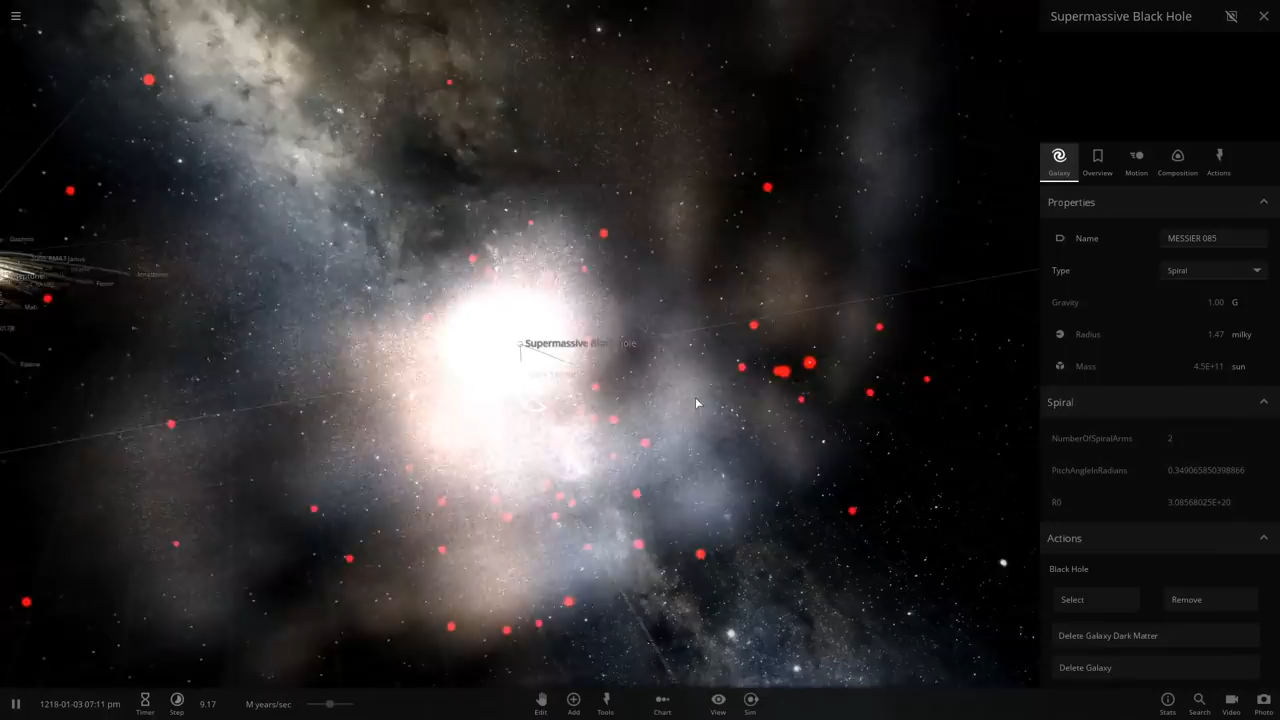 Supermassive Black Hole
Galaxy
Overview
Motion
Composition
Actions
Properties
Name
MESSIER 085
Type
Spiral
Gravity
1.00 G
Radius
1.47 milky
Mass
4.5E+11 sun
Spiral
NumberOfSpiralArms
2
PitchAngleInRadians
0.349065850398866
R0
3.08568025E+20
Actions
Black Hole
Select
Remove
Delete Galaxy Dark Matter
Delete Galaxy
Supermassive Black Hole
1218-01-03 07:11 pm
Timer
Step
9.17
M years/sec
Edit
Add
Tools
Chart
View
Sim
Stats
Search
Video
Photo